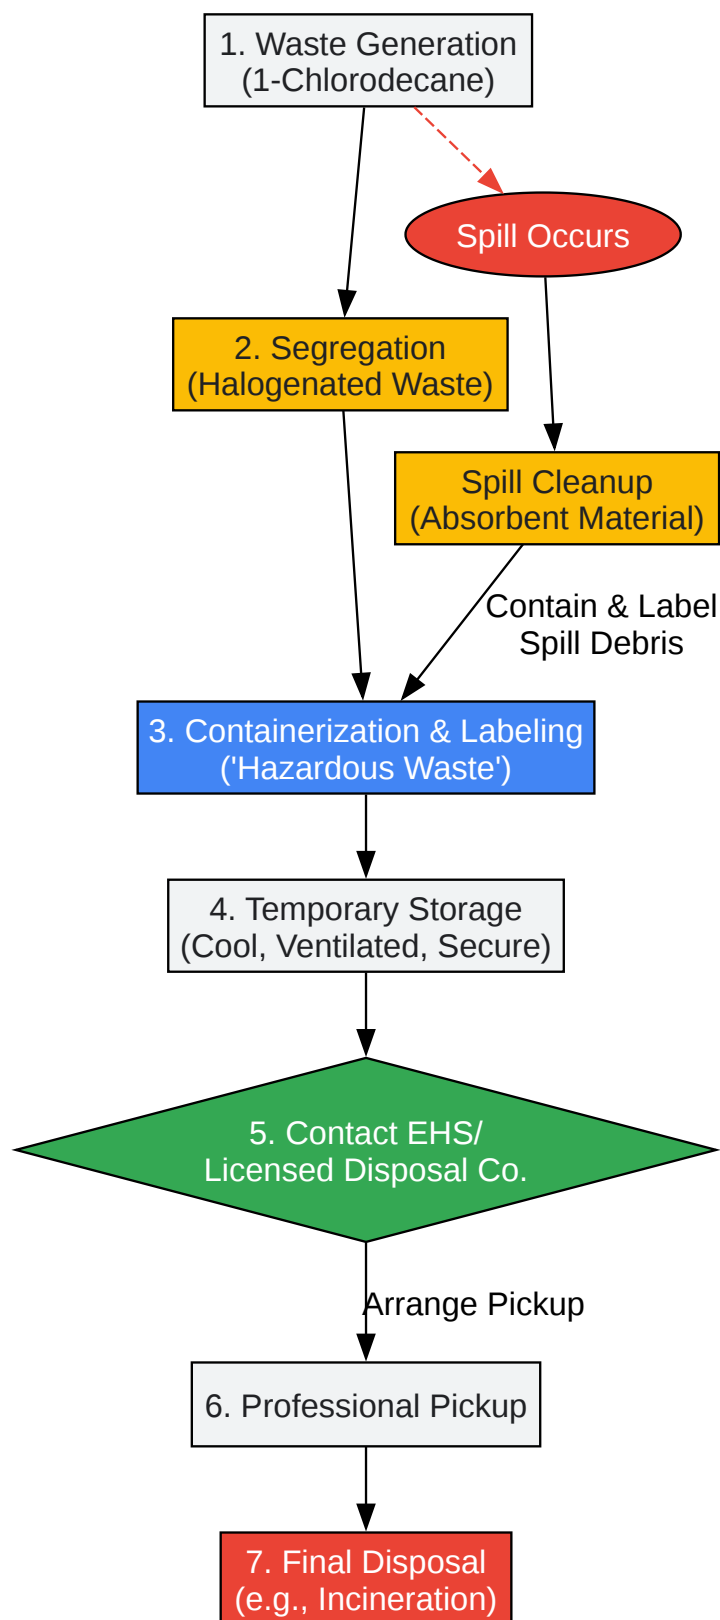 1. Waste Generation
(1-Chlorodecane)
Spill Occurs
2. Segregation
(Halogenated Waste)
Spill Cleanup
(Absorbent Material)
Contain & Label
Spill Debris
3. Containerization & Labeling
('Hazardous Waste')
4. Temporary Storage
(Cool, Ventilated, Secure)
5. Contact EHS/
Licensed Disposal Co.
Arrange Pickup
6. Professional Pickup
7. Final Disposal
(e.g., Incineration)